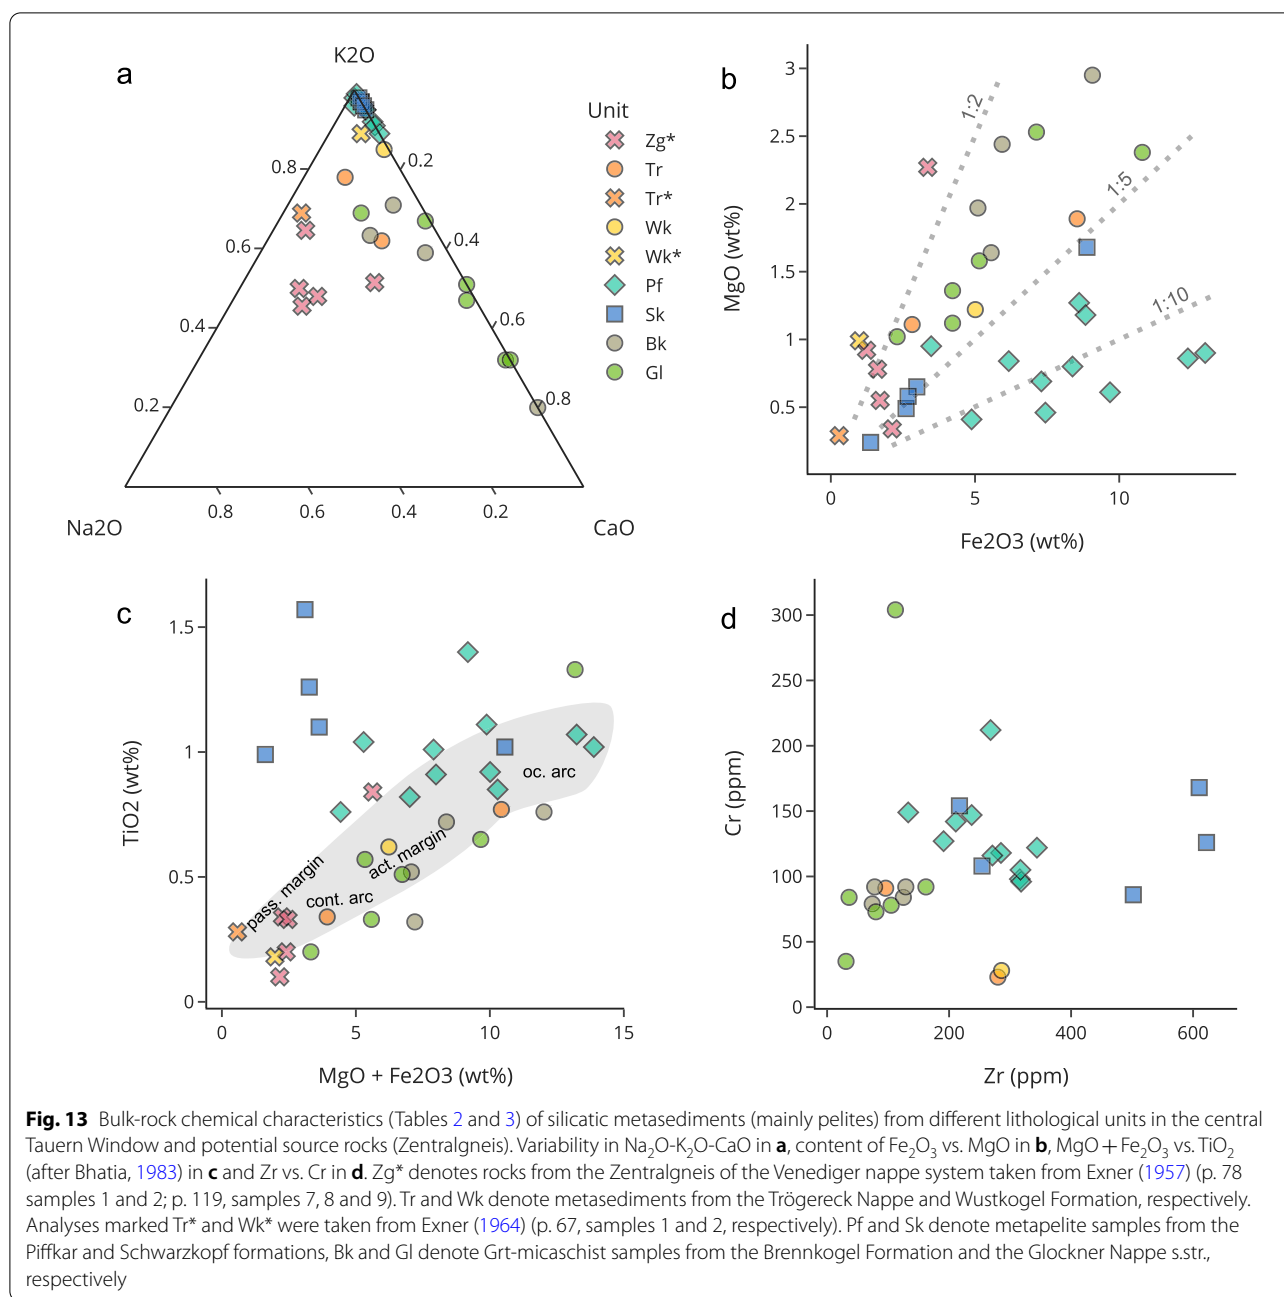 a
K2O
0.8
0.6
0.4
0.2
0.2
0.4
0.6
0.8
0.8
0.6
0.4
0.2
Na2O
CaO
Unit
Zg*
Tr
Tr*
Wk
Wk*
Pf
Sk
Bk
Gl
b
MgO (wt%)
3
2.5
2
1.5
1
0.5
0
5
10
Fe2O3 (wt%)
1:2
1:5
1:10
c
TiO2 (wt%)
1.5
1
0.5
0
0
5
10
15
MgO + Fe2O3 (wt%)
oc. arc
act. margin
pass. margin
cont. arc
d
Cr (ppm)
300
250
200
150
100
50
0
0
200
400
600
Zr (ppm)
Fig. 13 Bulk-rock chemical characteristics (Tables 2 and 3) of silicatic metasediments (mainly pelites) from different lithological units in the central
Tauern Window and potential source rocks (Zentralgneis). Variability in Na₂O-K₂O-CaO in a, content of Fe₂O₃ vs. MgO in b, MgO + Fe₂O₃ vs. TiO₂
(after Bhatia, 1983) in c and Zr vs. Cr in d. Zg* denotes rocks from the Zentralgneis of the Venediger nappe system taken from Exner (1957) (p. 78
samples 1 and 2; p. 119, samples 7, 8 and 9). Tr and Wk denote metasediments from the Trögereck Nappe and Wustkogel Formation, respectively.
Analyses marked Tr* and Wk* were taken from Exner (1964) (p. 67, samples 1 and 2, respectively). Pf and Sk denote metapelite samples from the
Piffkar and Schwarzkopf formations, Bk and Gl denote Grt-micaschist samples from the Brennkogel Formation and the Glockner Nappe s.str.,
respectively